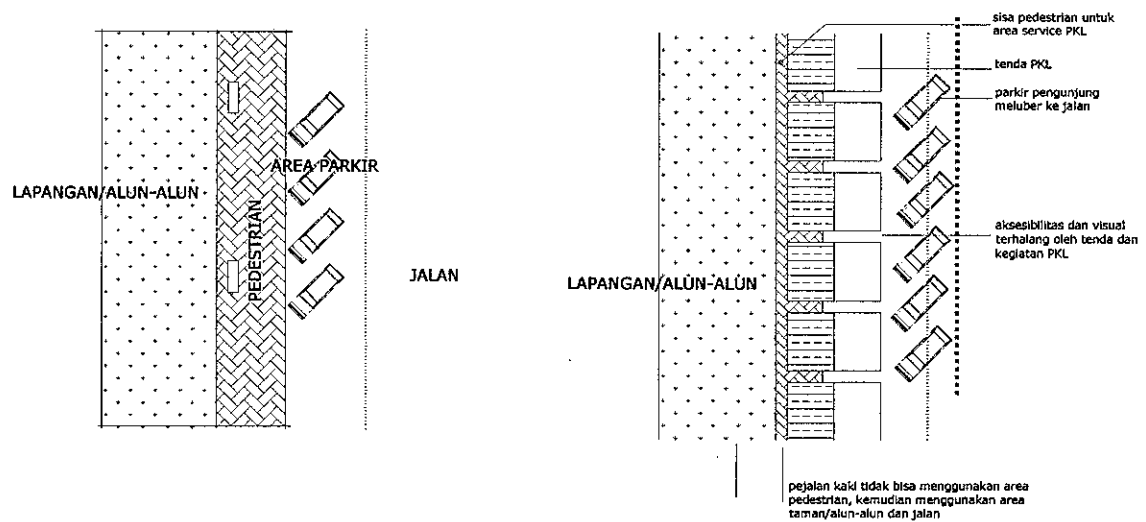 LAPANGAN/ALUN-ALUN
PEDESTRIAN
AREA PARKIR
JALAN
sisa pedestrian untuk
area service PKL
tenda PKL
parkir pengunjung
meluber ke jalan
aksesibilitas dan visual
terhalang oleh tenda dan
kegiatan PKL
LAPANGAN/ALUN-ALUN
pejalan kaki tidak bisa menggunakan area
pedestrian, kemudian menggunakan area
taman/alun-alun dan jalan